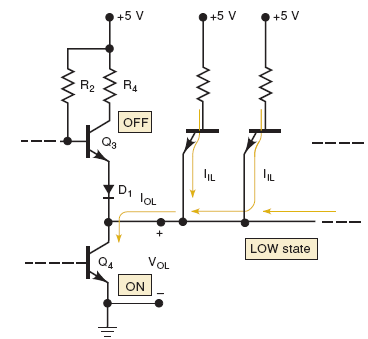 +5 V +5 V +5 V
R2 R4
OFF
Q3
D1 IOL IIL IIL
+
Q4 VOL LOW state
ON −